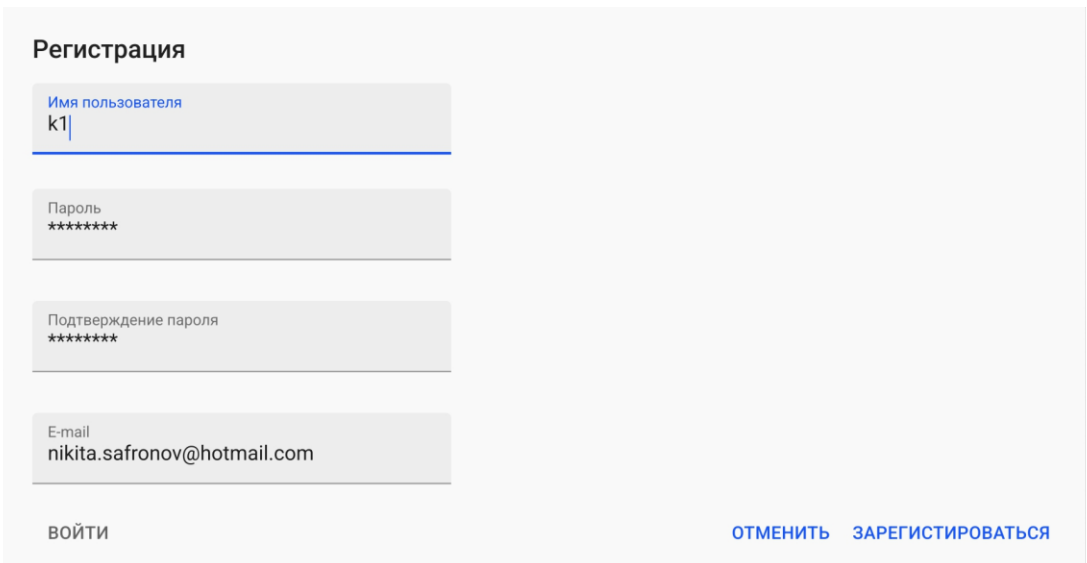 Регистрация
Имя пользователя
k1
Пароль
********
Подтверждение пароля
********
E-mail
nikita.safronov@hotmail.com
ВОЙТИ
ОТМЕНИТЬ ЗАРЕГИСТИРОВАТЬСЯ